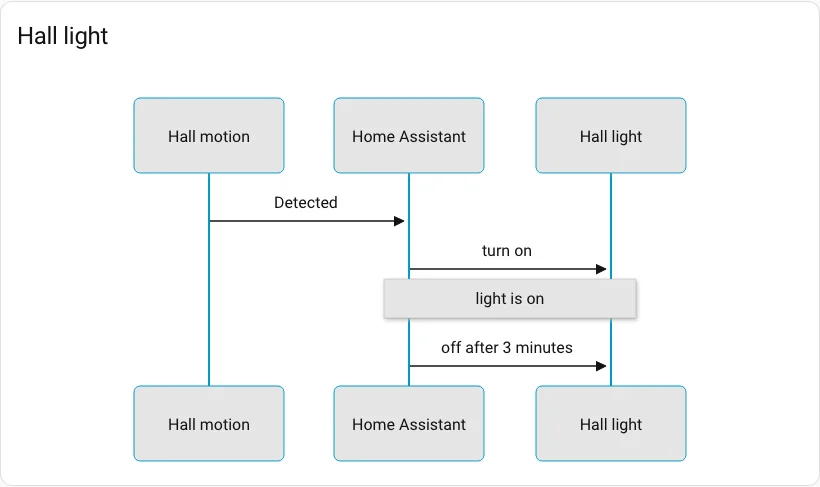 Hall light
Hall motion
Home Assistant
Hall light
Detected
turn on
light is on
off after 3 minutes
Hall motion
Home Assistant
Hall light